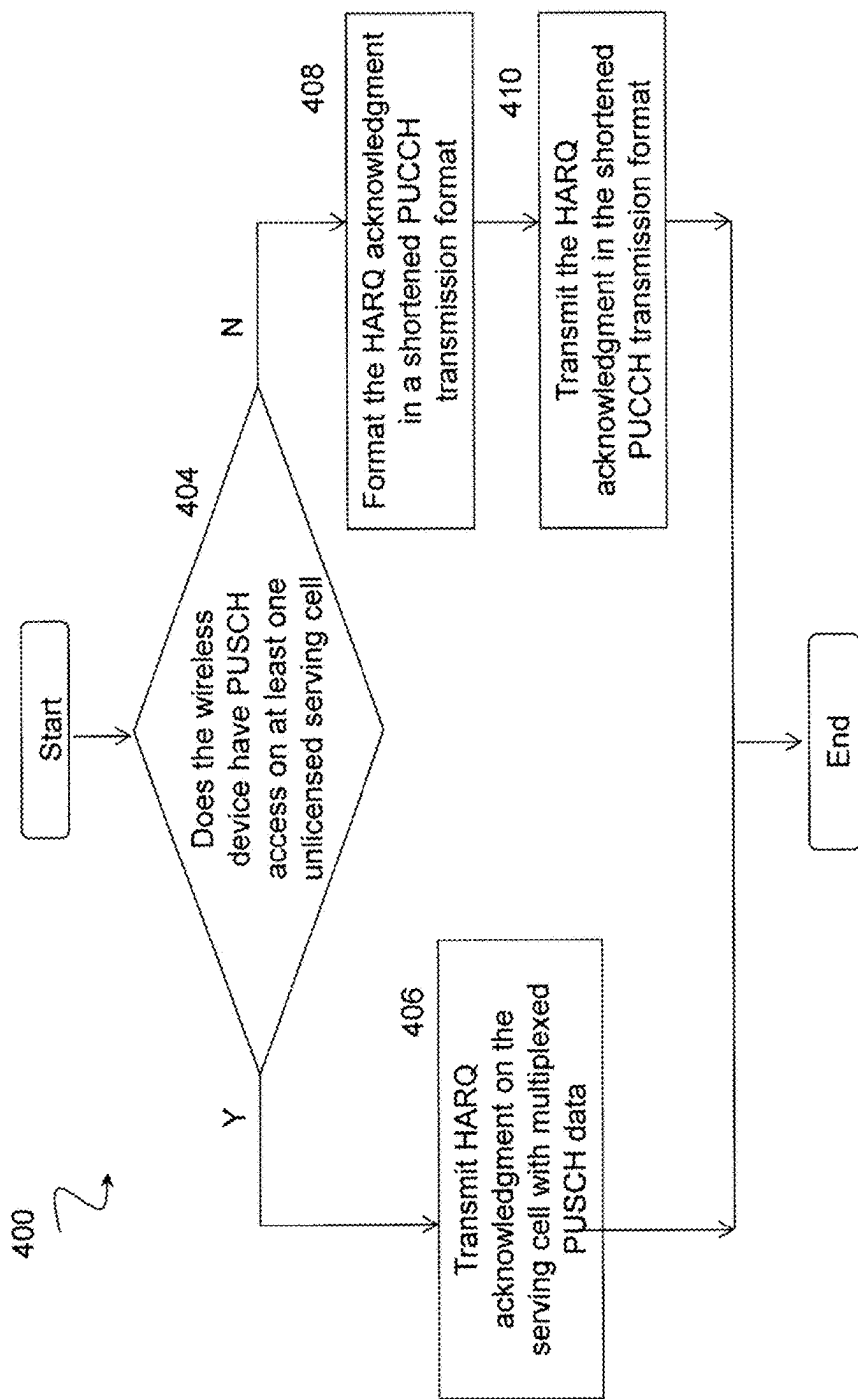 400
Start
404
Does the wireless
device have PUSCH
access on at least one
unlicensed serving cell
Y
N
406
Transmit HARQ
acknowledgment on the
serving cell with multiplexed
PUSCH data
408
Format the HARQ acknowledgment
in a shortened PUCCH
transmission format
410
Transmit the HARQ
acknowledgment in the shortened
PUCCH transmission format
End